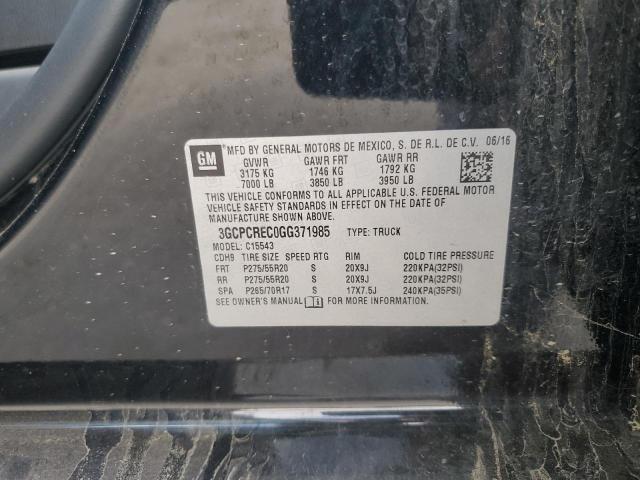 GM MFD BY GENERAL MOTORS DE MEXICO, S. DE R.L. DE C.V. 06/16
GVWR GAWR FRT GAWR RR
3175 KG 1746 KG 1792 KG
7000 LB 3850 LB 3950 LB
THIS VEHICLE CONFORMS TO ALL APPLICABLE U.S. FEDERAL MOTOR
VEHICLE SAFETY STANDARDS IN EFFECT ON THE DATE OF
MANUFACTURE SHOWN ABOVE.
3GCPCREC0GG371985 TYPE: TRUCK
MODEL: C15543
CDH9 TIRE SIZE SPEED RTG RIM COLD TIRE PRESSURE
FRT P275/55R20 S 20X9J 220KPA(32PSI)
RR P275/55R20 S 20X9J 220KPA(32PSI)
SPA P265/70R17 S 17X7.5J 240KPA(35PSI)
SEE OWNER'S MANUAL FOR MORE INFORMATION.